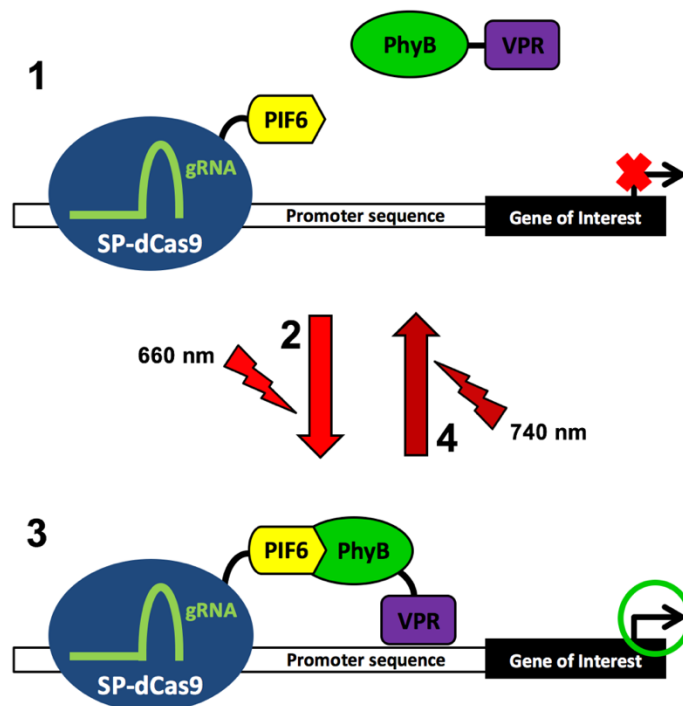 PhyB
VPR
1
PIF6
gRNA
SP-dCas9
Promoter sequence
Gene of Interest
2
660 nm
4
740 nm
3
PIF6
PhyB
gRNA
VPR
SP-dCas9
Promoter sequence
Gene of Interest